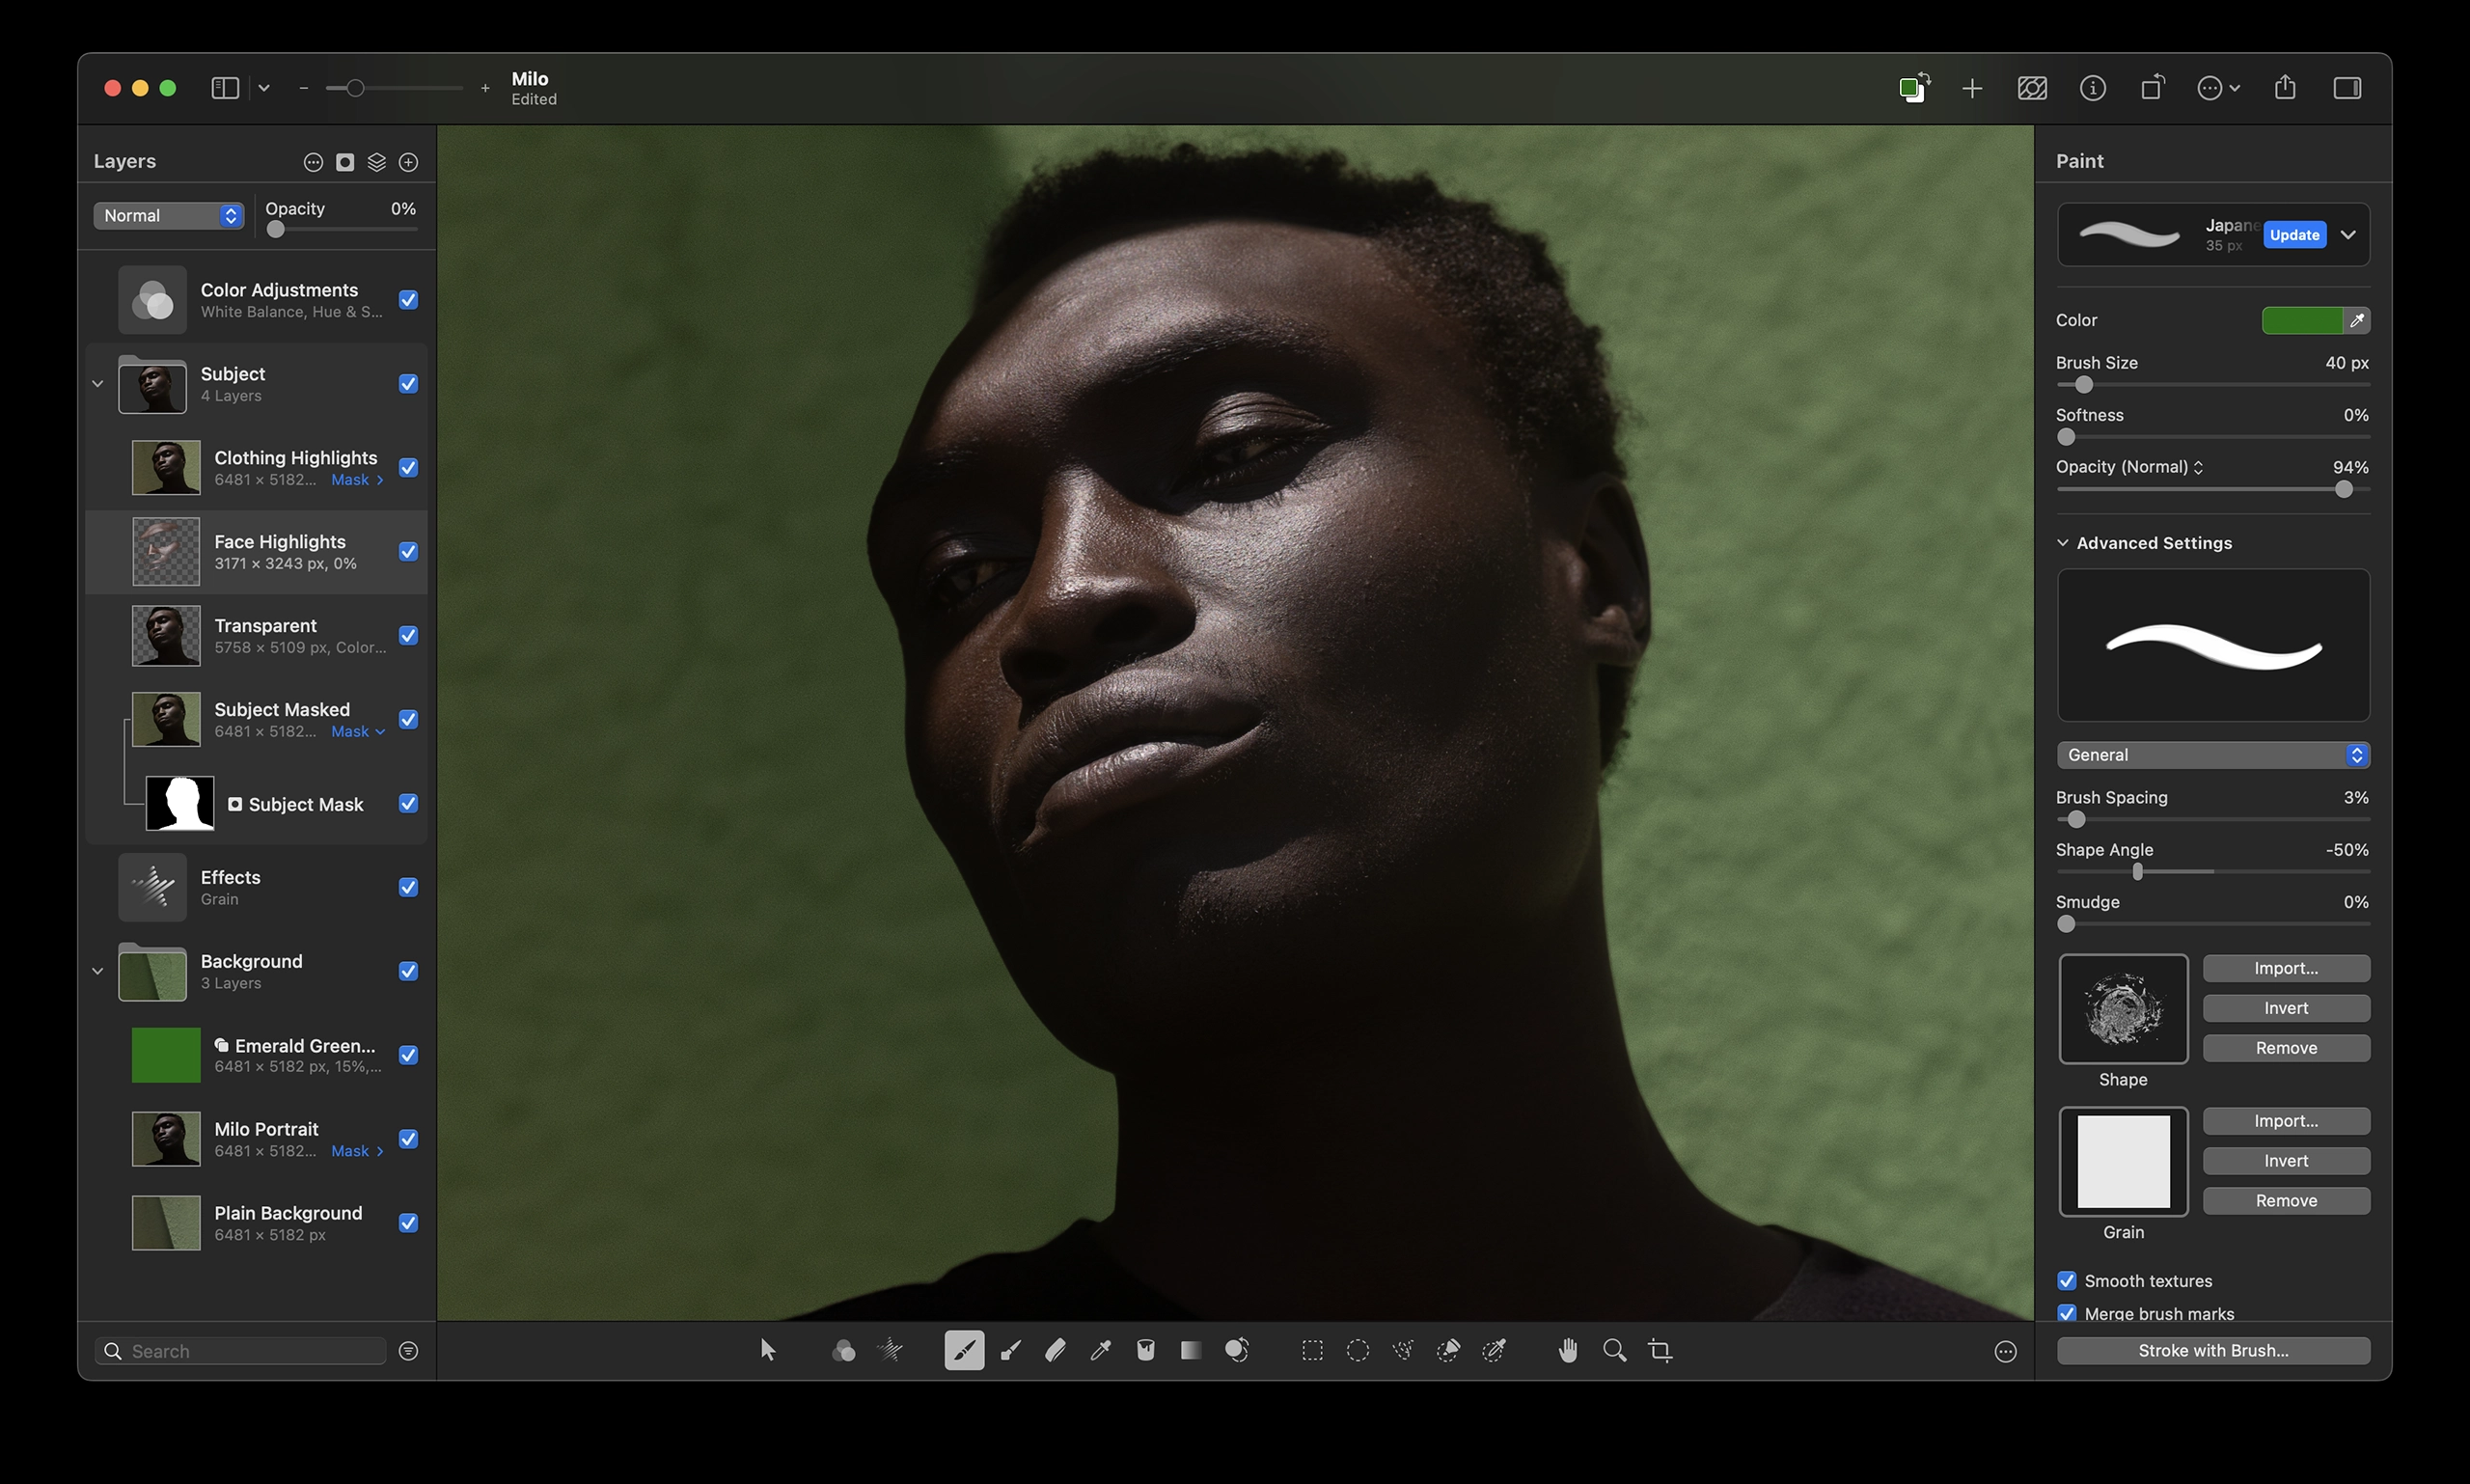 Milo
Edited
Layers
Normal
Opacity 0%
Color Adjustments
White Balance, Hue & S...
Subject
4 Layers
Clothing Highlights
6481 × 5182... Mask >
Face Highlights
3171 × 3243 px, 0%
Transparent
5758 × 5109 px, Color...
Subject Masked
6481 × 5182... Mask
Subject Mask
Effects
Grain
Background
3 Layers
Emerald Green...
6481 × 5182 px, 15%,...
Milo Portrait
6481 × 5182... Mask >
Plain Background
6481 × 5182 px
Search
Paint
Japane
35 px
Update
Color
Brush Size 40 px
Softness 0%
Opacity (Normal) 94%
Advanced Settings
General
Brush Spacing 3%
Shape Angle -50%
Smudge 0%
Import...
Invert
Remove
Shape
Import...
Invert
Remove
Grain
Smooth textures
Merge brush marks
Stroke with Brush...